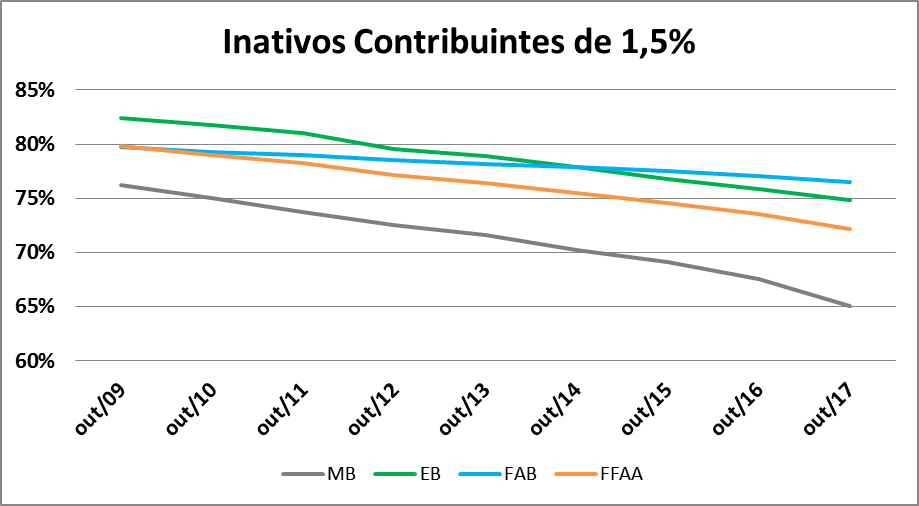 Inativos Contribuintes de 1,5%
85%
80%
75%
70%
65%
60%
out/09
out/10
out/11
out/12
out/13
out/14
out/15
out/16
out/17
MB EB FAB FFAA